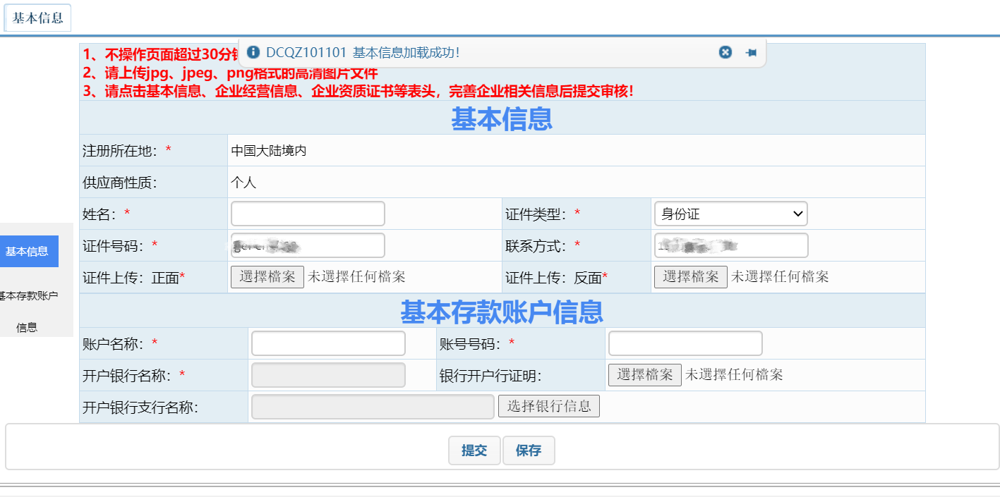 基本信息
DCQZ101101 基本信息加载成功！
1、不操作页面超过30分
2、请上传jpg、jpeg、png格式的高清图片文件
3、请点击基本信息、企业经营信息、企业资质证书等表头，完善企业相关信息后提交审核！
基本信息
注册所在地：* 中国大陆境内
供应商性质： 个人
姓名：* 证件类型：* 身份证
证件号码：* 联系方式：*
证件上传：正面* 選擇檔案 未選擇任何檔案 证件上传：反面* 選擇檔案 未選擇任何檔案
基本信息
基本存款账户
信息
基本存款账户信息
账户名称：* 账号号码：*
开户银行名称：* 银行开户行证明： 選擇檔案 未選擇任何檔案
开户银行支行名称： 选择银行信息
提交 保存